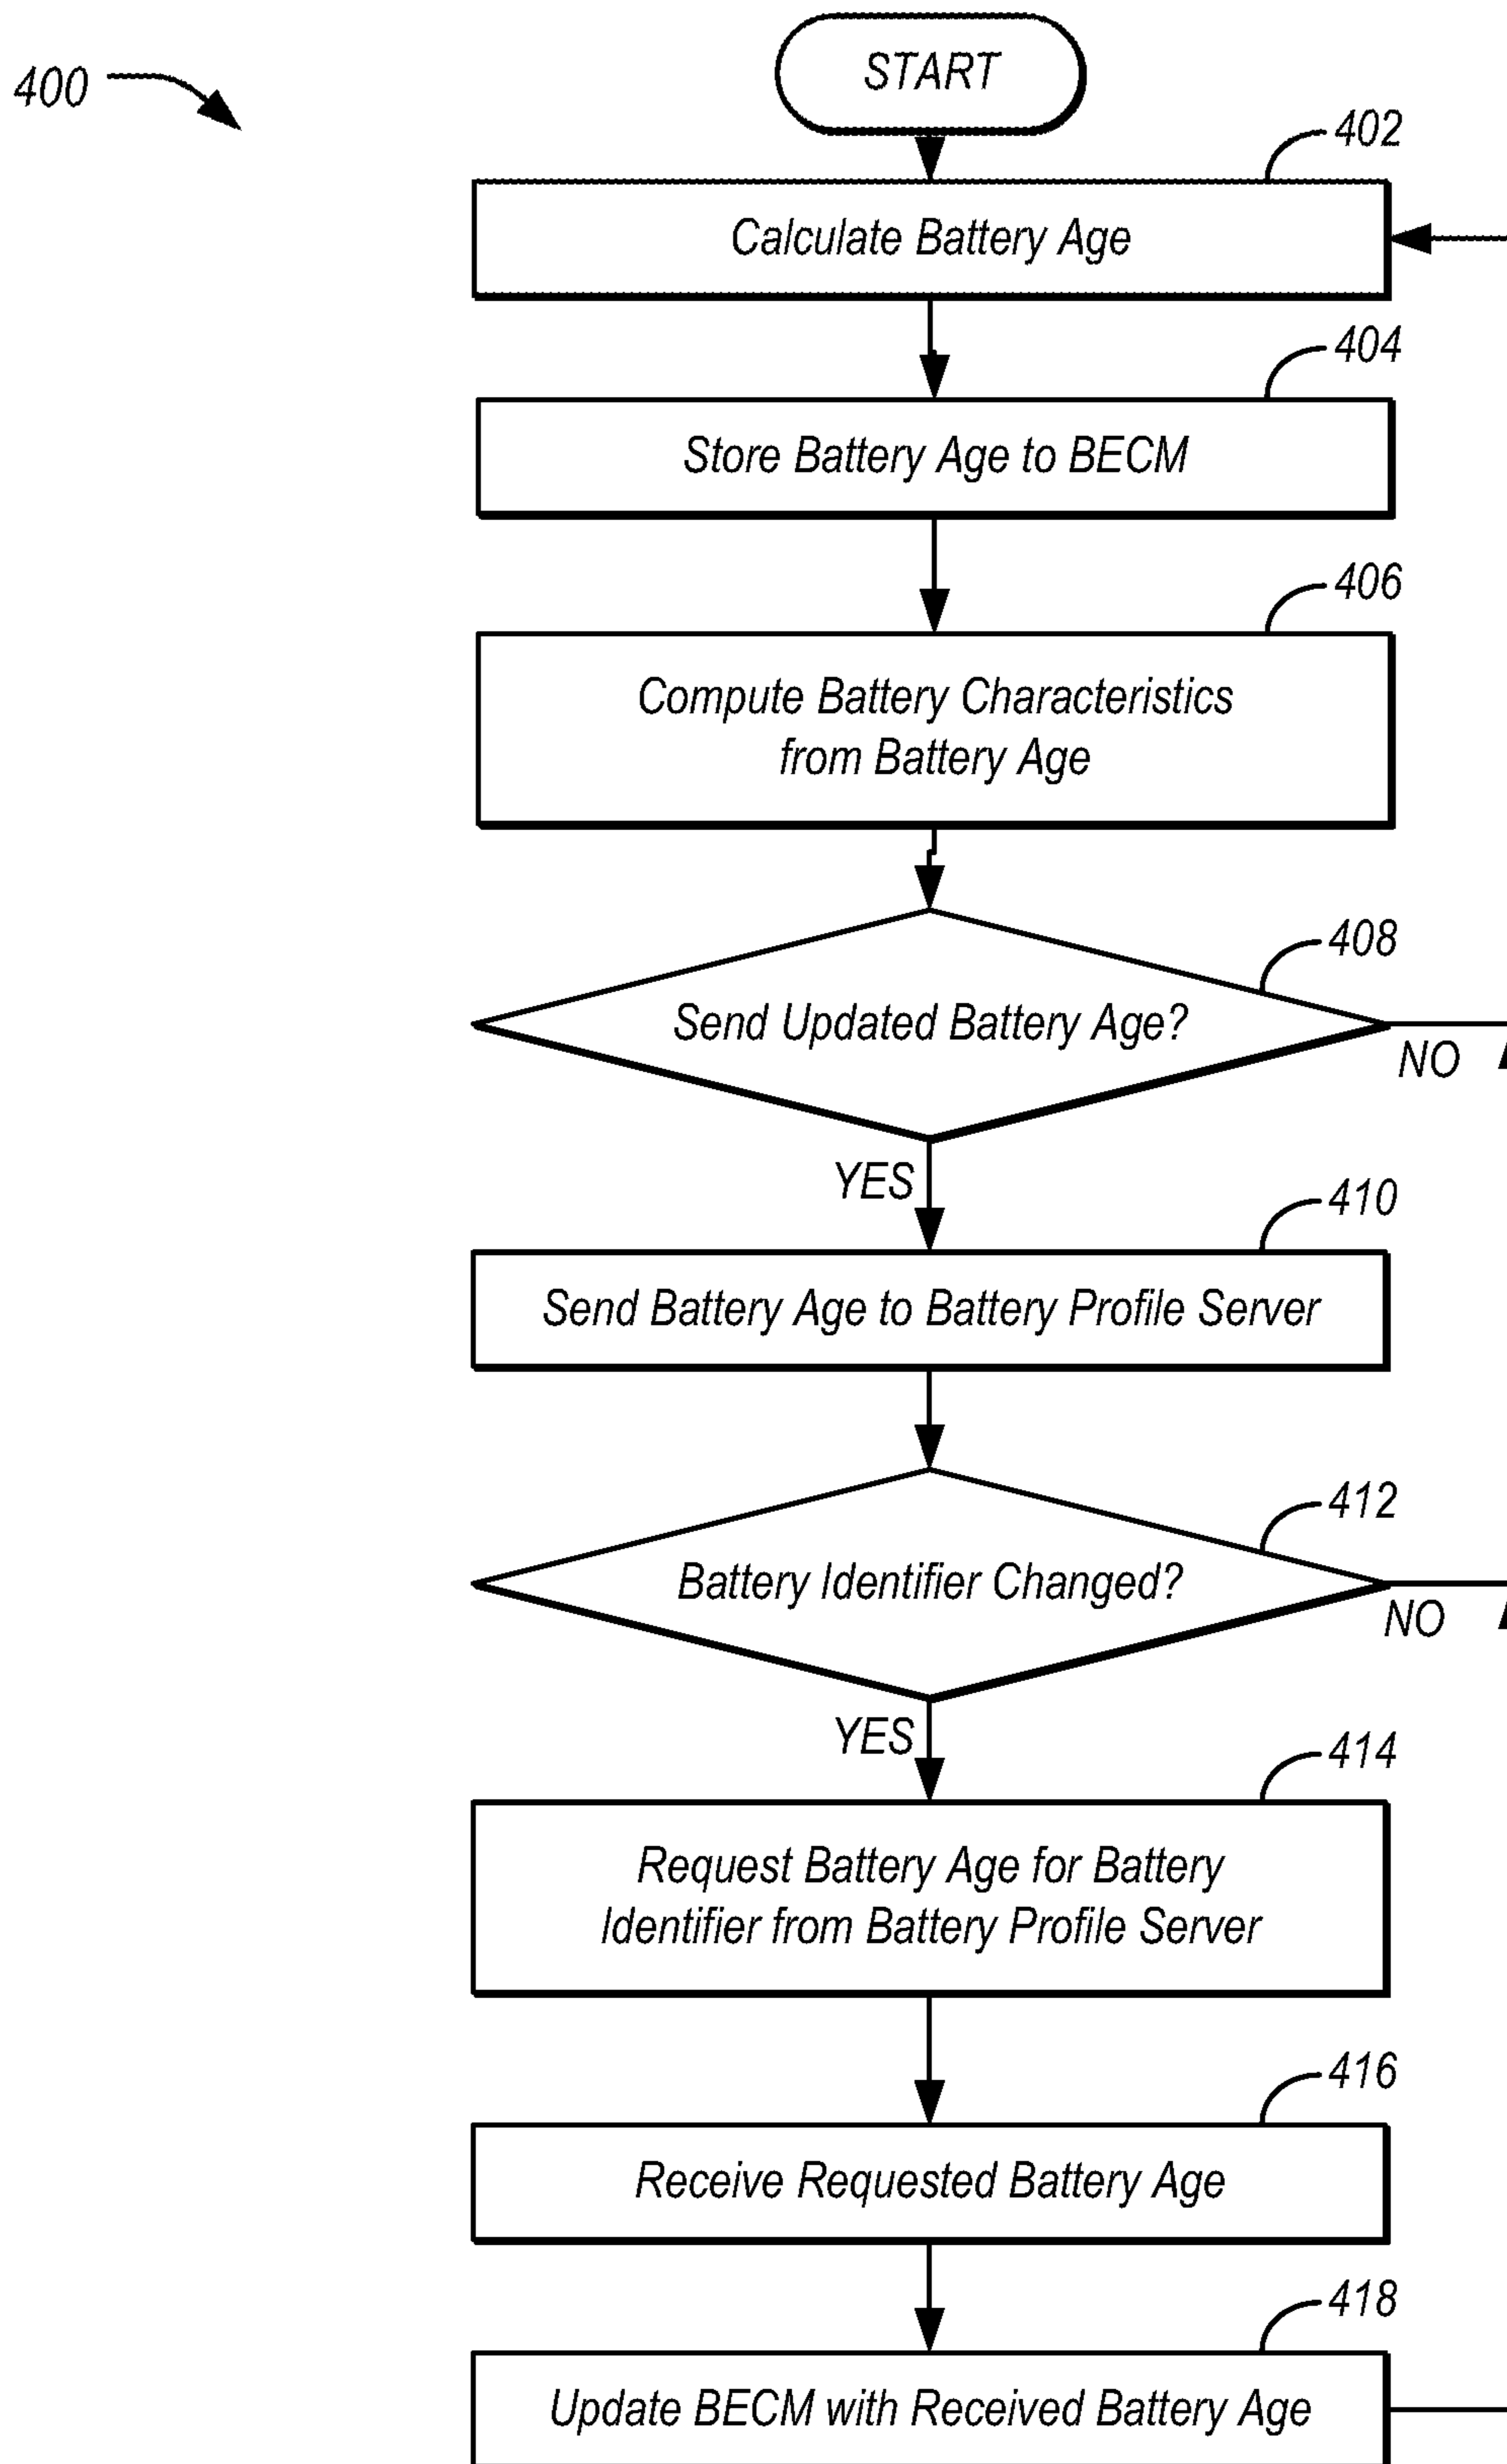 START
400
402
Calculate Battery Age
404
Store Battery Age to BECM
406
Compute Battery Characteristics
from Battery Age
408
Send Updated Battery Age?
NO
YES
410
Send Battery Age to Battery Profile Server
412
Battery Identifier Changed?
NO
YES
414
Request Battery Age for Battery
Identifier from Battery Profile Server
416
Receive Requested Battery Age
418
Update BECM with Received Battery Age